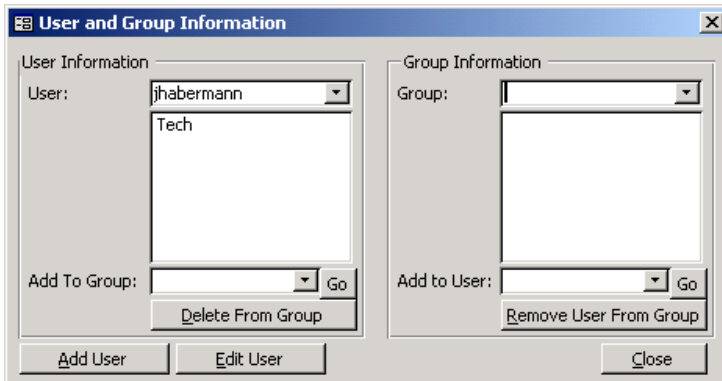 User and Group Information
User Information
User: jhabermann
Tech
Add To Group: Go
Delete From Group
Group Information
Group:
Add to User: Go
Remove User From Group
Add User Edit User Close